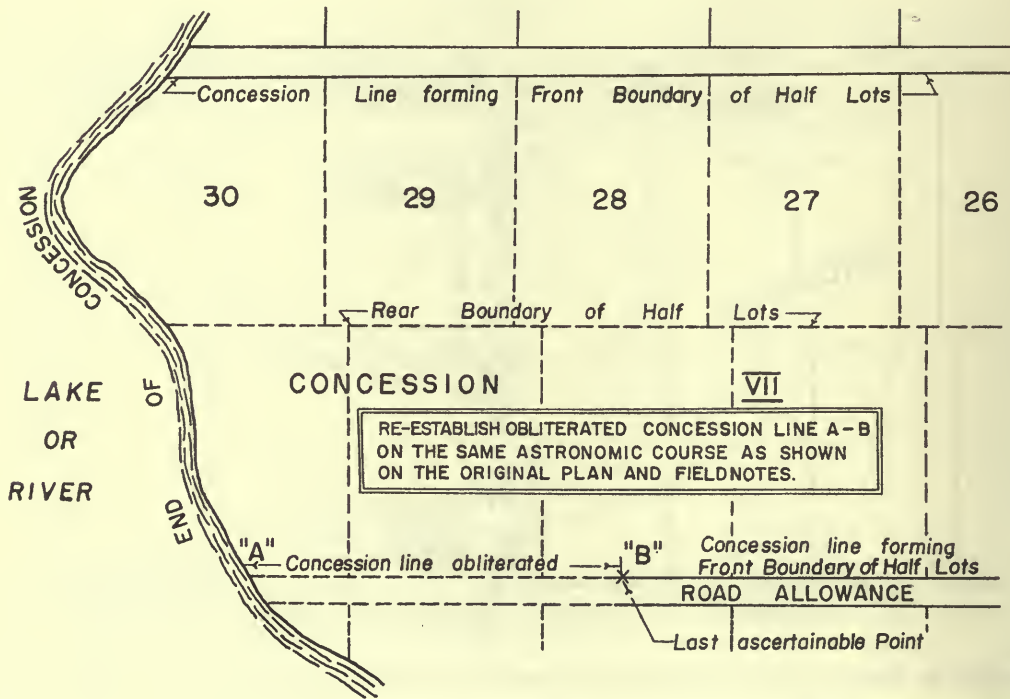 Concession Line forming Front Boundary of Half Lots
30 29 28 27 26
Rear Boundary of Half Lots
CONCESSION VII
RE-ESTABLISH OBLITERATED CONCESSION LINE A-B
ON THE SAME ASTRONOMIC COURSE AS SHOWN
ON THE ORIGINAL PLAN AND FIELDNOTES.
LAKE
OR
RIVER
END OF CONCESSION
"A" Concession line obliterated "B"
Concession line forming
Front Boundary of Half Lots
ROAD ALLOWANCE
Last ascertainable Point